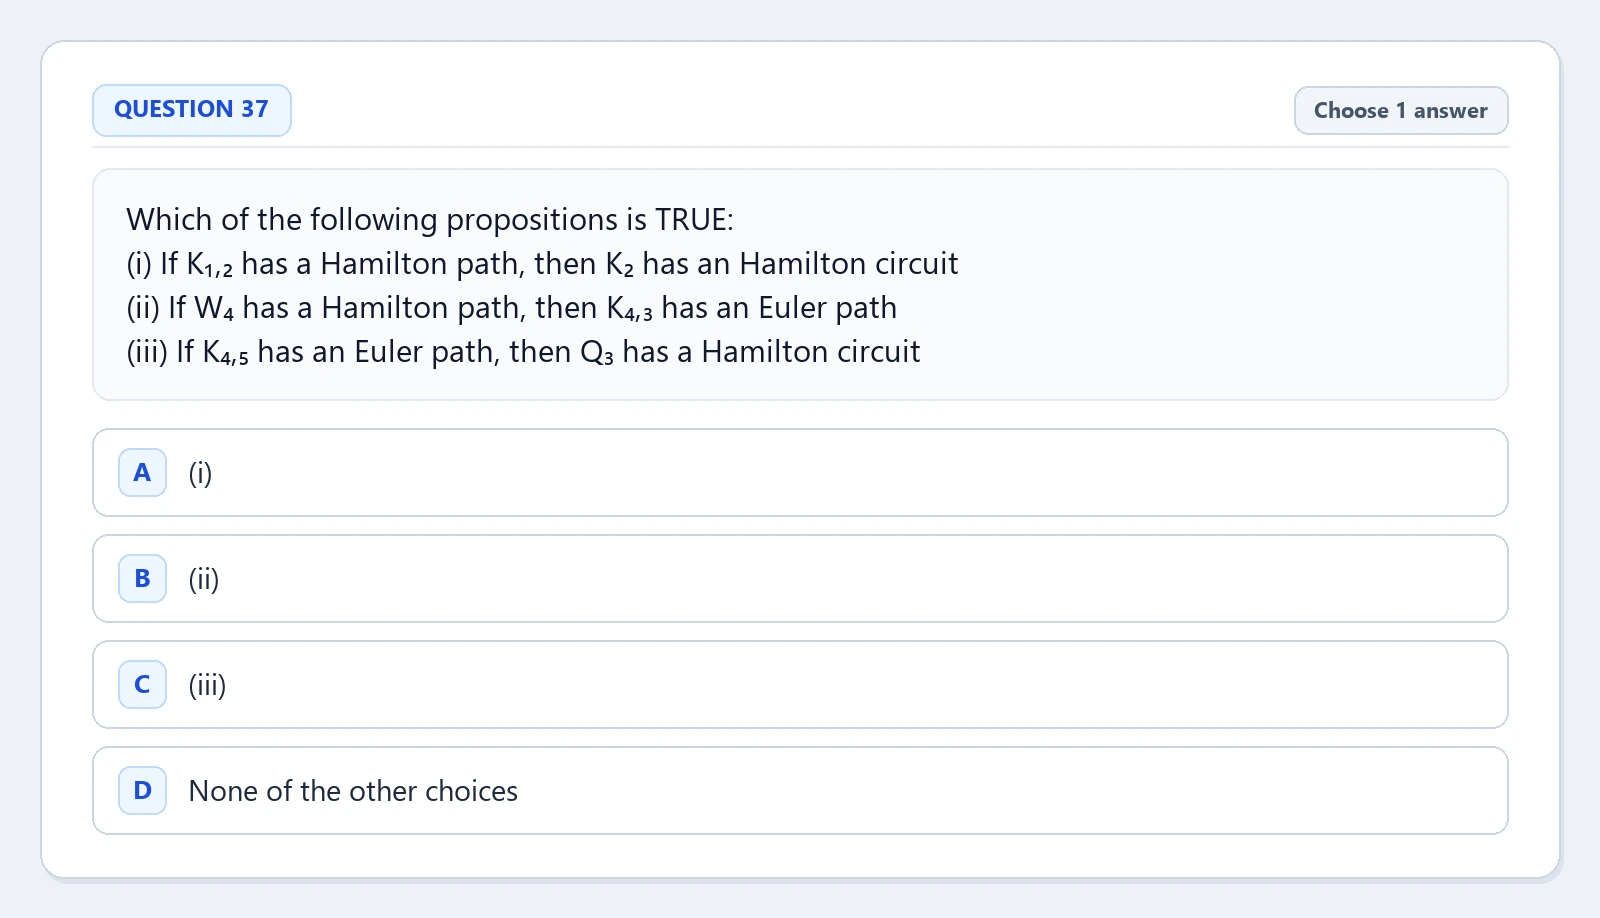 QUESTION 37
Choose 1 answer
Which of the following propositions is TRUE:
(i) If K₁,₂ has a Hamilton path, then K₂ has an Hamilton circuit
(ii) If W₄ has a Hamilton path, then K₄,₃ has an Euler path
(iii) If K₄,₅ has an Euler path, then Q₃ has a Hamilton circuit
A (i)
B (ii)
C (iii)
D None of the other choices